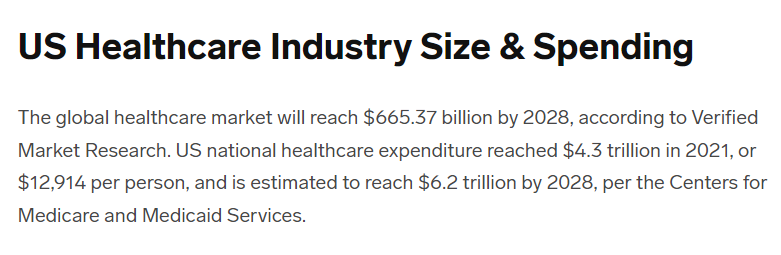 US Healthcare Industry Size & Spending
The global healthcare market will reach $665.37 billion by 2028, according to Verified
Market Research. US national healthcare expenditure reached $4.3 trillion in 2021, or
$12,914 per person, and is estimated to reach $6.2 trillion by 2028, per the Centers for
Medicare and Medicaid Services.